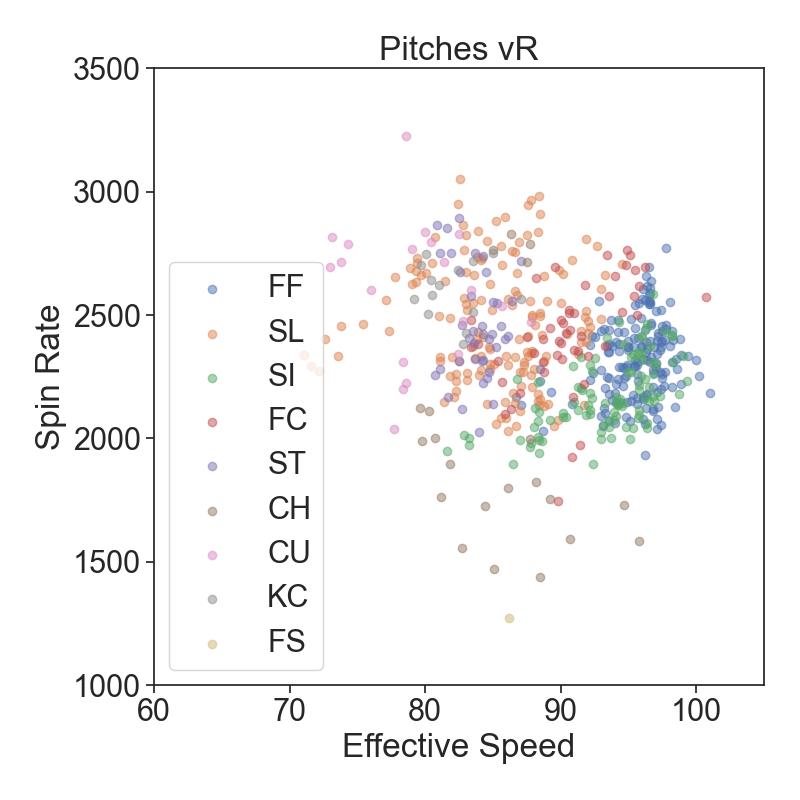 Pitches vR
3500
3000
2500
2000
1500
1000
Spin Rate
FF
SL
SI
FC
ST
CH
CU
KC
FS
60 70 80 90 100
Effective Speed